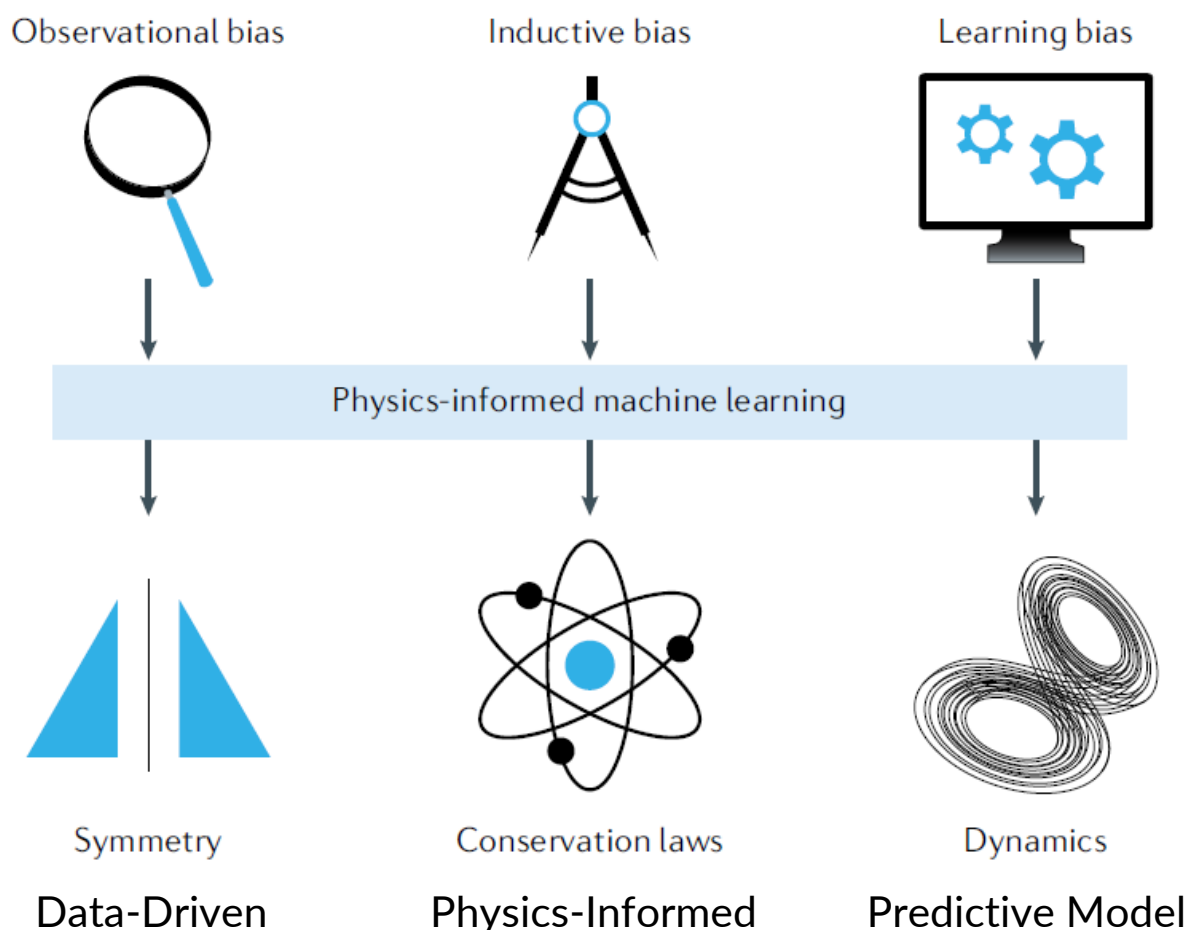 Observational bias
Inductive bias
Learning bias
Physics-informed machine learning
Symmetry
Conservation laws
Dynamics
Data-Driven
Physics-Informed
Predictive Model